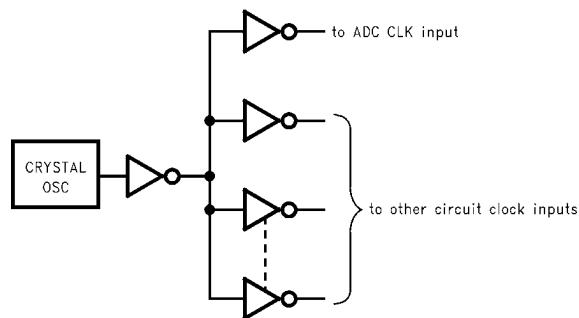 to ADC CLK input
CRYSTAL
OSC
to other circuit clock inputs